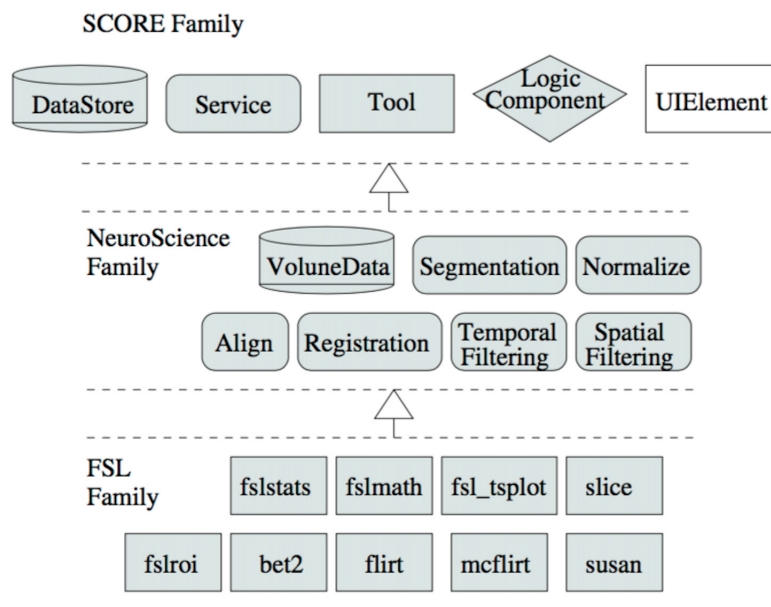 SCORE Family
DataStore
Service
Tool
Logic
Component
UIElement
NeuroScience
Family
VoluneData
Segmentation
Normalize
Align
Registration
Temporal
Filtering
Spatial
Filtering
FSL
Family
fslstats
fslmath
fsl_tsplot
slice
fslroi
bet2
flirt
mcflirt
susan